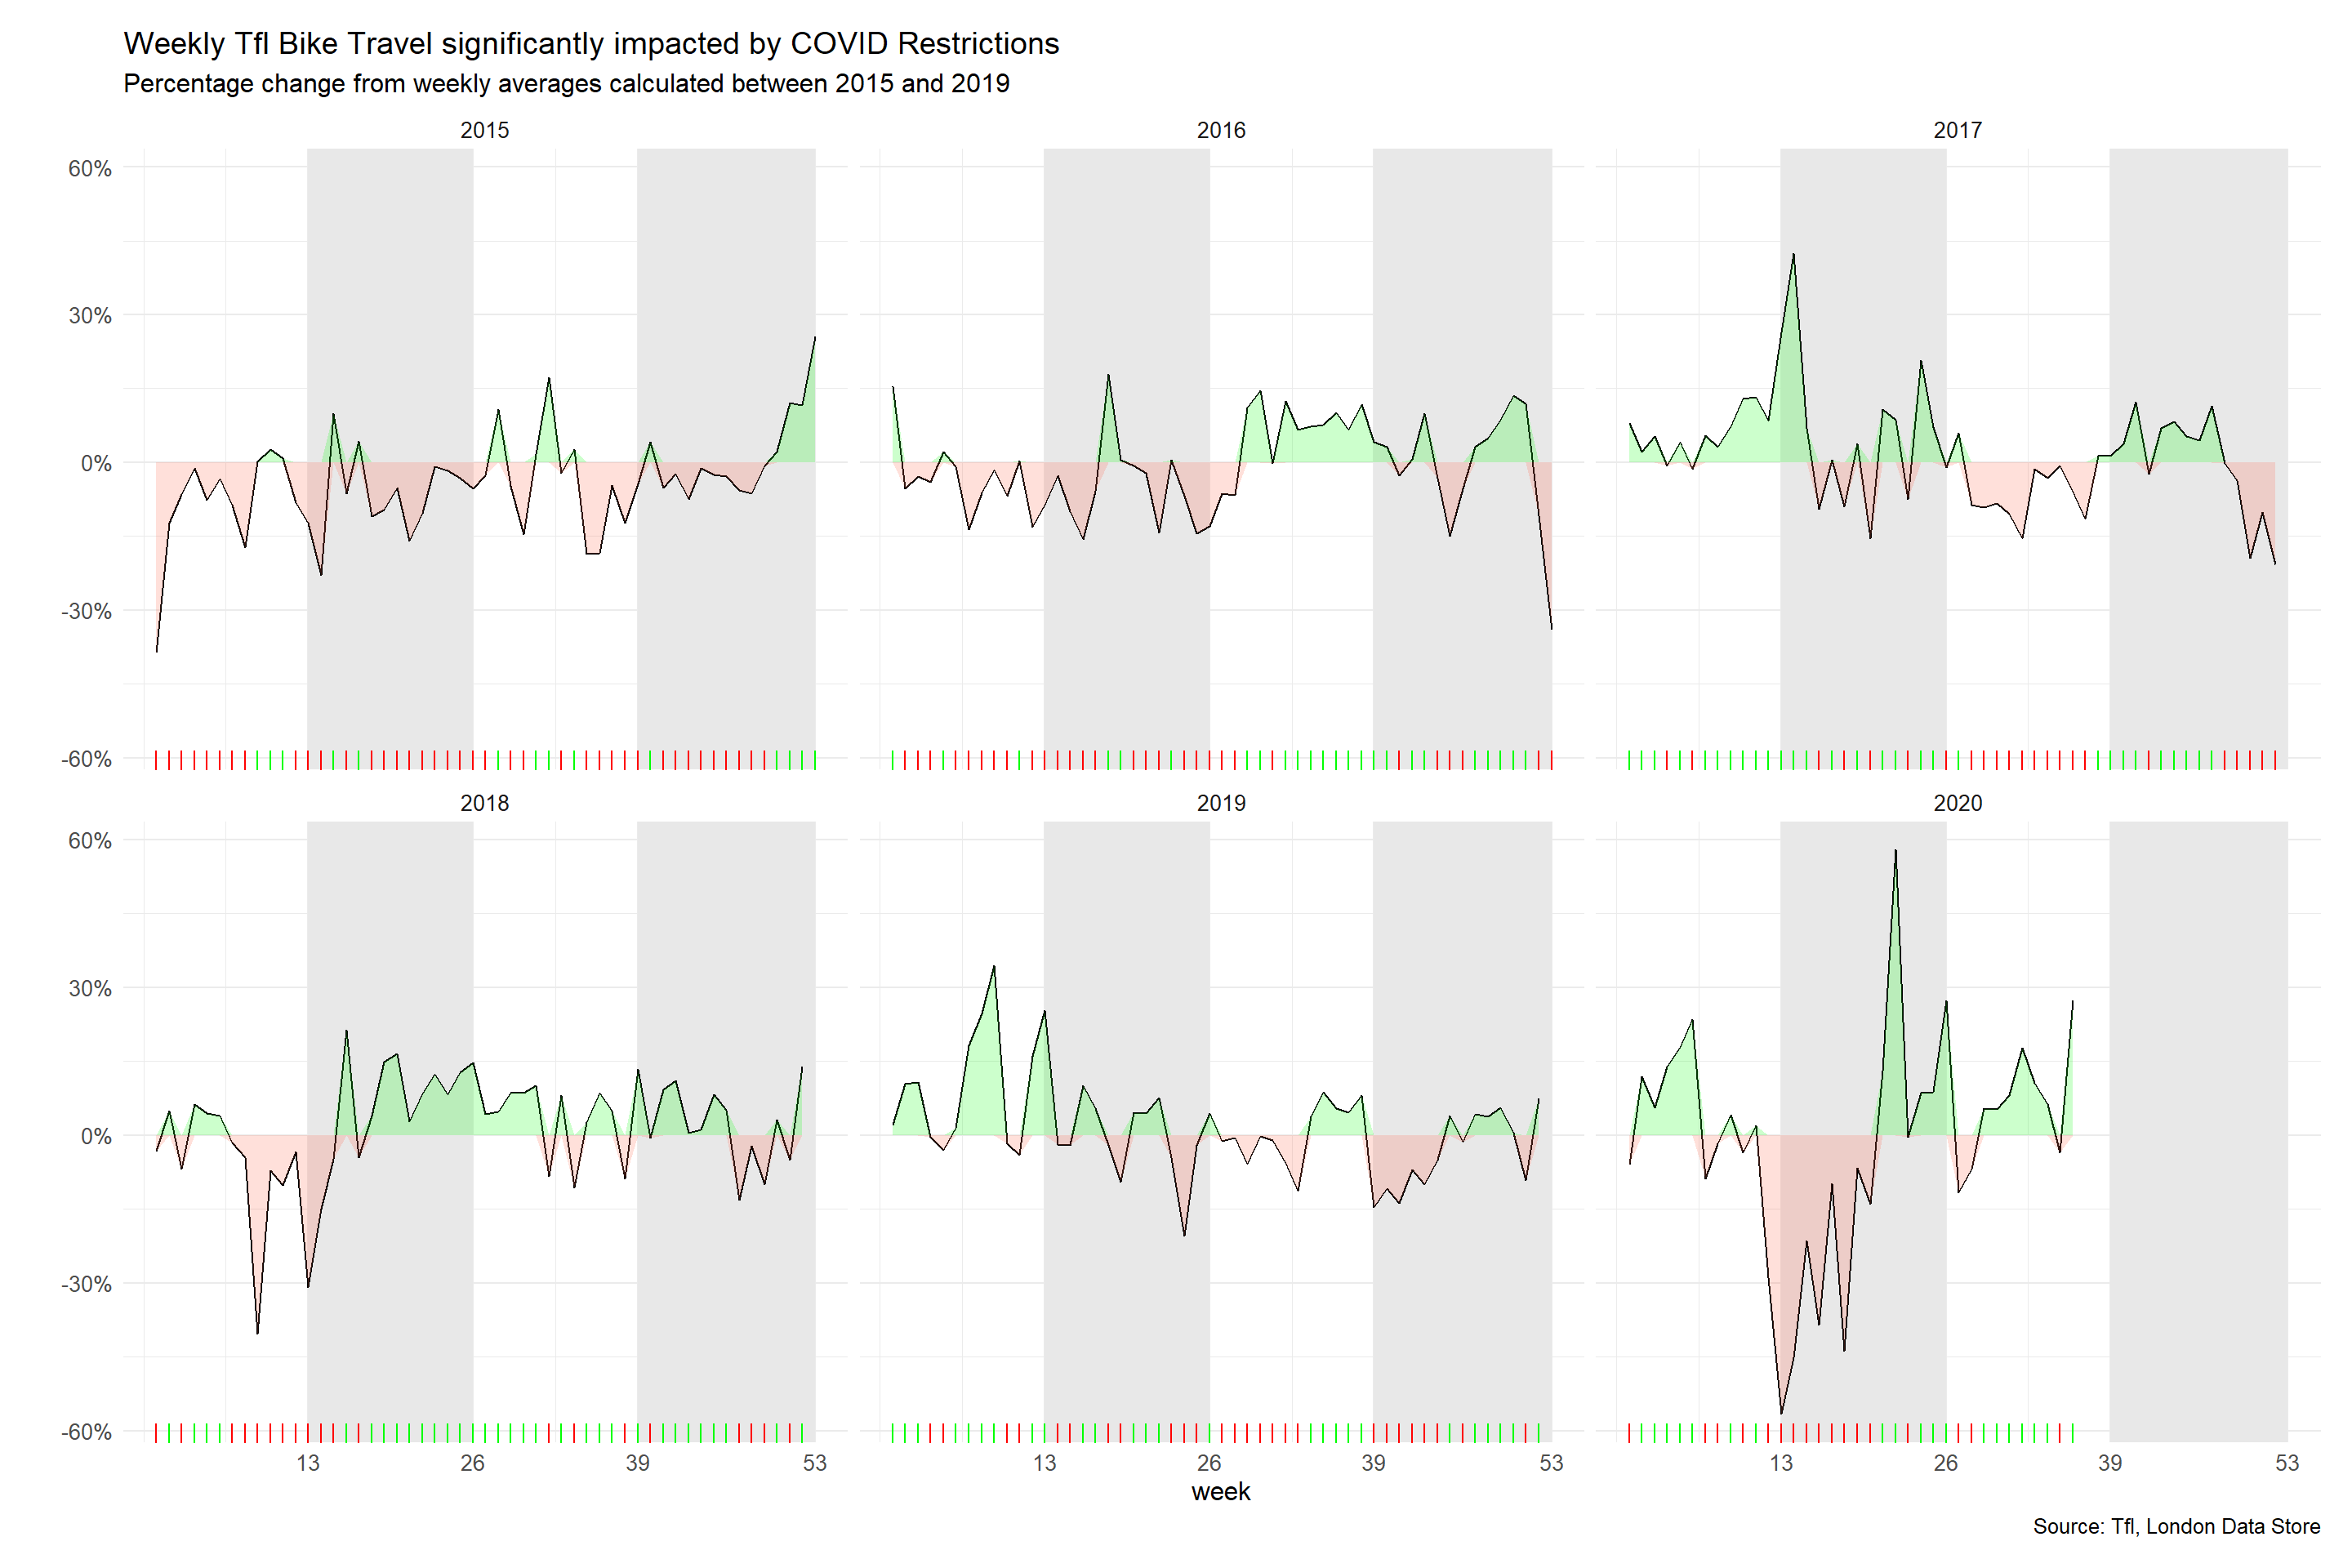 Weekly Tfl Bike Travel significantly impacted by COVID Restrictions
Percentage change from weekly averages calculated between 2015 and 2019
2015 2016 2017
60%
30%
0%
-30%
-60%
2018 2019 2020
60%
30%
0%
-30%
-60%
13 26 39 53 13 26 39 53 13 26 39 53
week
Source: Tfl, London Data Store